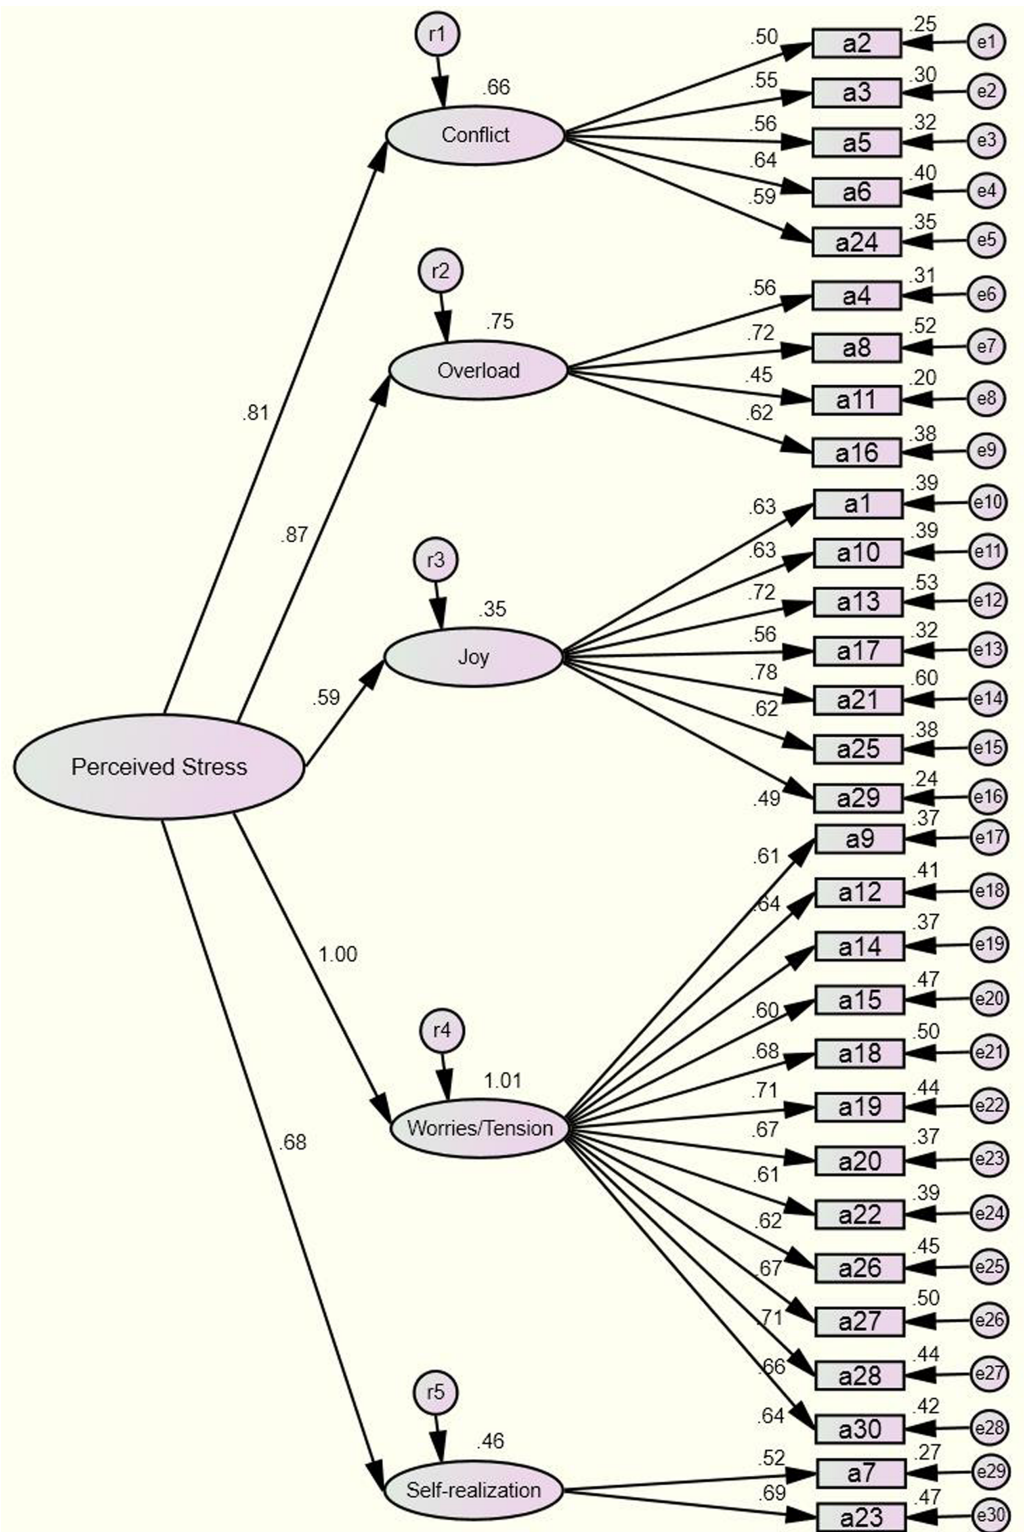 r1
.66
Conflict
.50
a2
.25
e1
.55
a3
.30
e2
.56
a5
.32
e3
.64
a6
.40
e4
.59
a24
.35
e5
r2
.75
Overload
.56
a4
.31
e6
.72
a8
.52
e7
.45
a11
.20
e8
.62
a16
.38
e9
.81
.87
r3
.35
Joy
.63
a1
.39
e10
.63
a10
.39
e11
.72
a13
.53
e12
.56
a17
.32
e13
.78
a21
.60
e14
.62
a25
.38
e15
.49
a29
.24
e16
.59
Perceived Stress
1.00
.68
r4
1.01
Worries/Tension
.61
a9
.37
e17
.64
a12
.41
e18
a14
.37
e19
.60
a15
.47
e20
.68
a18
.50
e21
.71
a19
.44
e22
.67
a20
.37
e23
.61
a22
.39
e24
.62
a26
.45
e25
.67
a27
.50
e26
.71
a28
.44
e27
.66
.64
a30
.42
e28
r5
.46
Self-realization
.52
a7
.27
e29
.69
a23
.47
e30